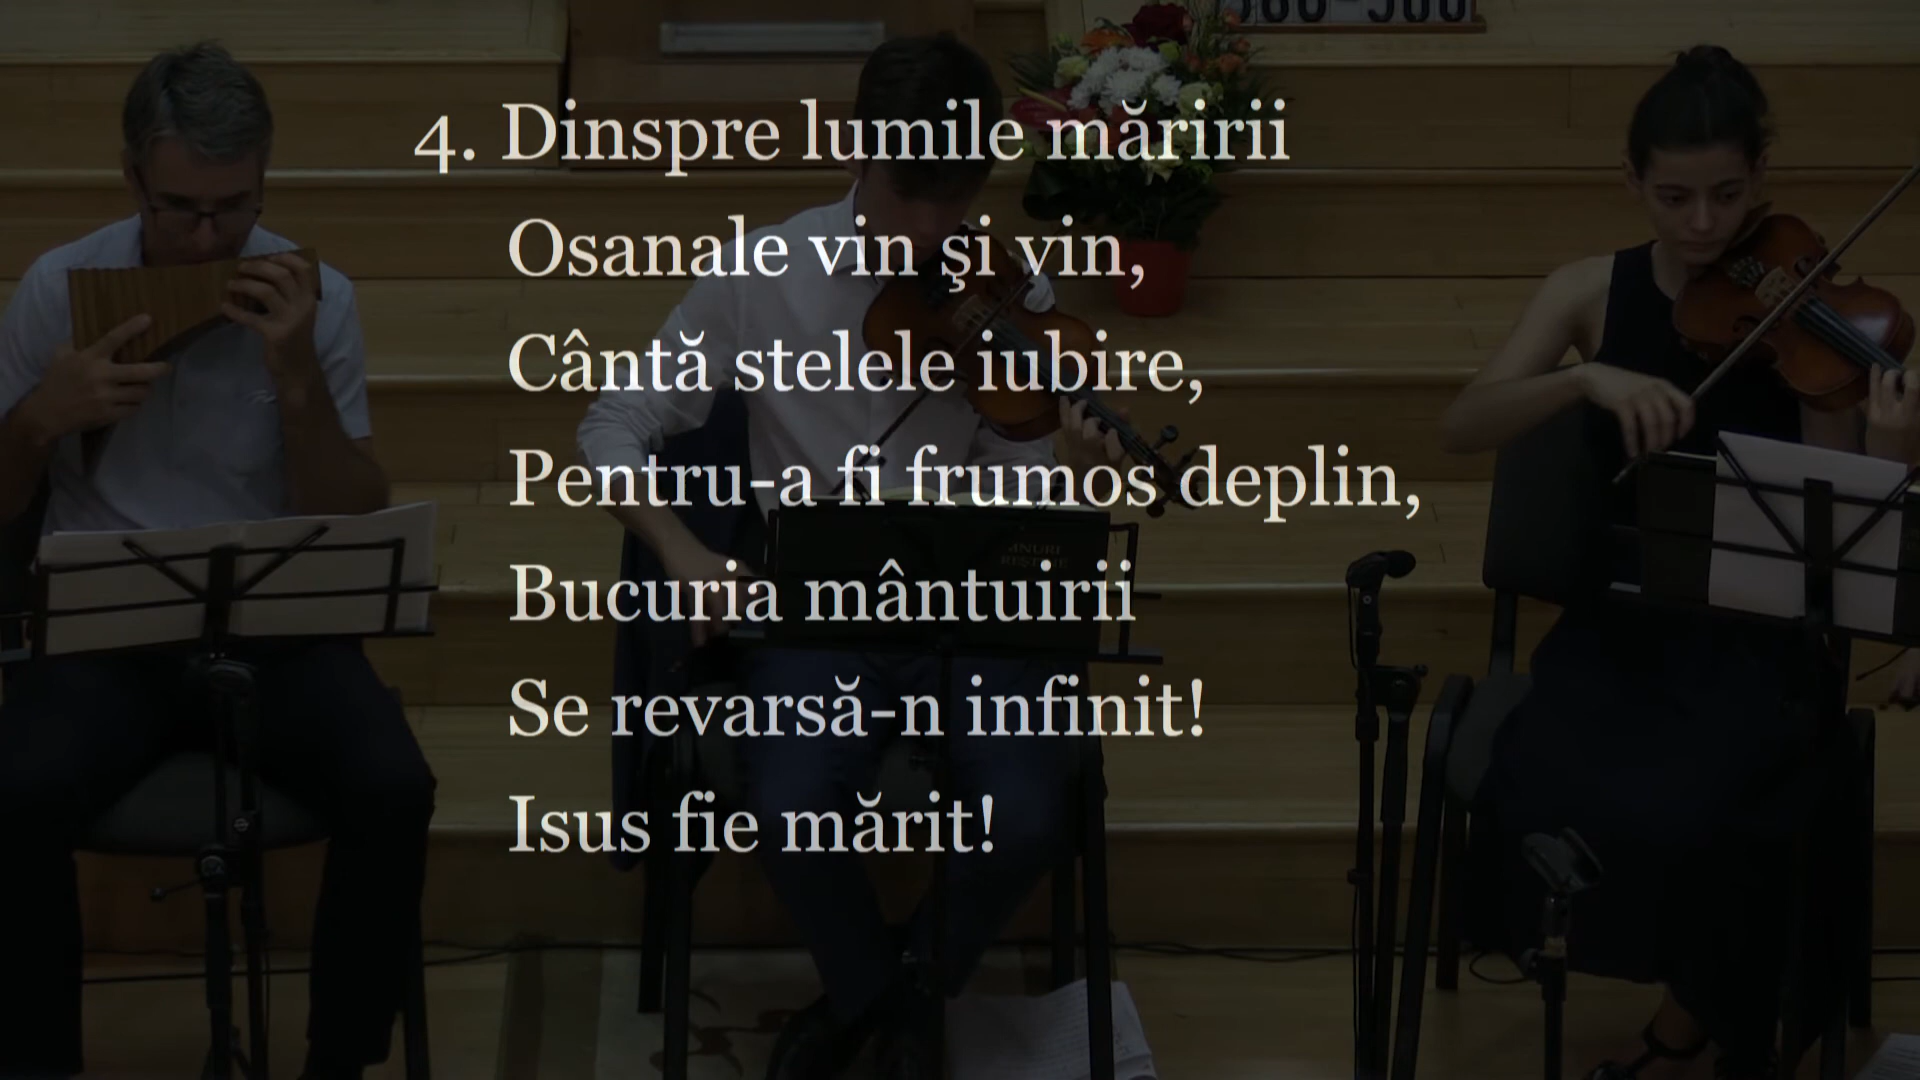 4. Dinspre lumile măririi
Osanale vin şi vin,
Cântă stelele iubire,
Pentru-a fi frumos deplin,
Bucuria mântuirii
Se revarsă-n infinit!
Isus fie mărit!